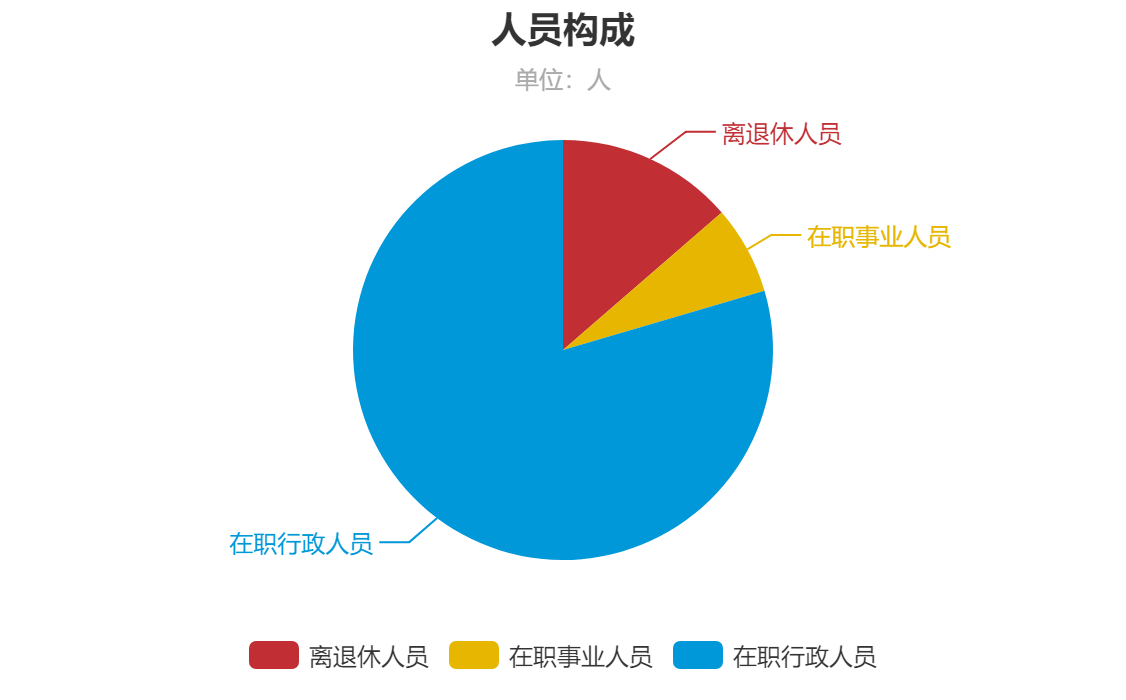 人员构成
单位：人
离退休人员
在职事业人员
在职行政人员
离退休人员 在职事业人员 在职行政人员